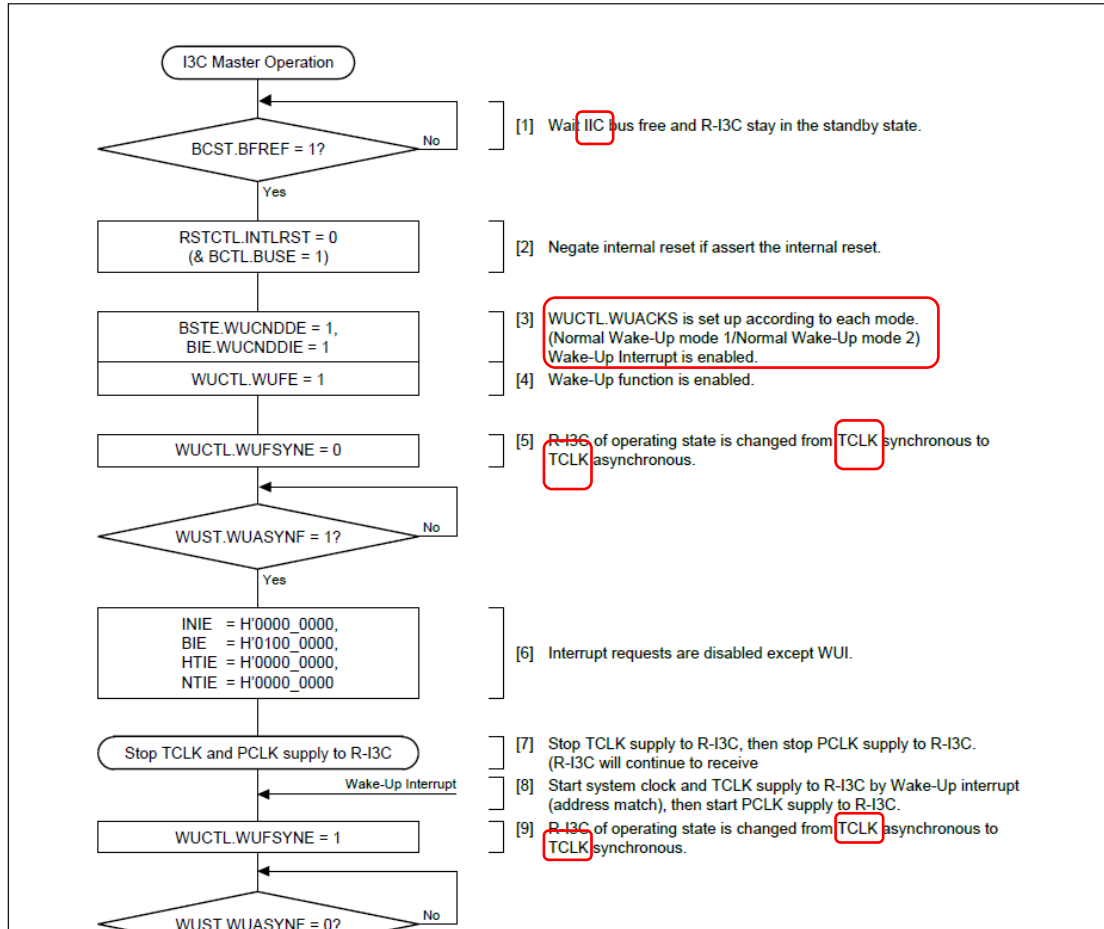 I3C Master Operation
BCST.BFREF = 1?
No
Yes
[1] Wait IIC bus free and R-I3C stay in the standby state.
RSTCTL.INTLRST = 0
(& BCTL.BUSE = 1)
[2] Negate internal reset if assert the internal reset.
BSTE.WUCNDDE = 1,
BIE.WUCNDDIE = 1
[3] WUCTL.WUACKS is set up according to each mode.
(Normal Wake-Up mode 1/Normal Wake-Up mode 2)
Wake-Up Interrupt is enabled.
WUCTL.WUFE = 1
[4] Wake-Up function is enabled.
WUCTL.WUFSYNE = 0
[5] R-I3C of operating state is changed from TCLK synchronous to
TCLK asynchronous.
WUST.WUASYNF = 1?
No
Yes
INIE = H'0000_0000,
BIE = H'0100_0000,
HTIE = H'0000_0000,
NTIE = H'0000_0000
[6] Interrupt requests are disabled except WUI.
Stop TCLK and PCLK supply to R-I3C
[7] Stop TCLK supply to R-I3C, then stop PCLK supply to R-I3C.
(R-I3C will continue to receive
Wake-Up Interrupt
[8] Start system clock and TCLK supply to R-I3C by Wake-Up interrupt
(address match), then start PCLK supply to R-I3C.
WUCTL.WUFSYNE = 1
[9] R-I3C of operating state is changed from TCLK asynchronous to
TCLK synchronous.
WUST.WUASYNF = 0?
No